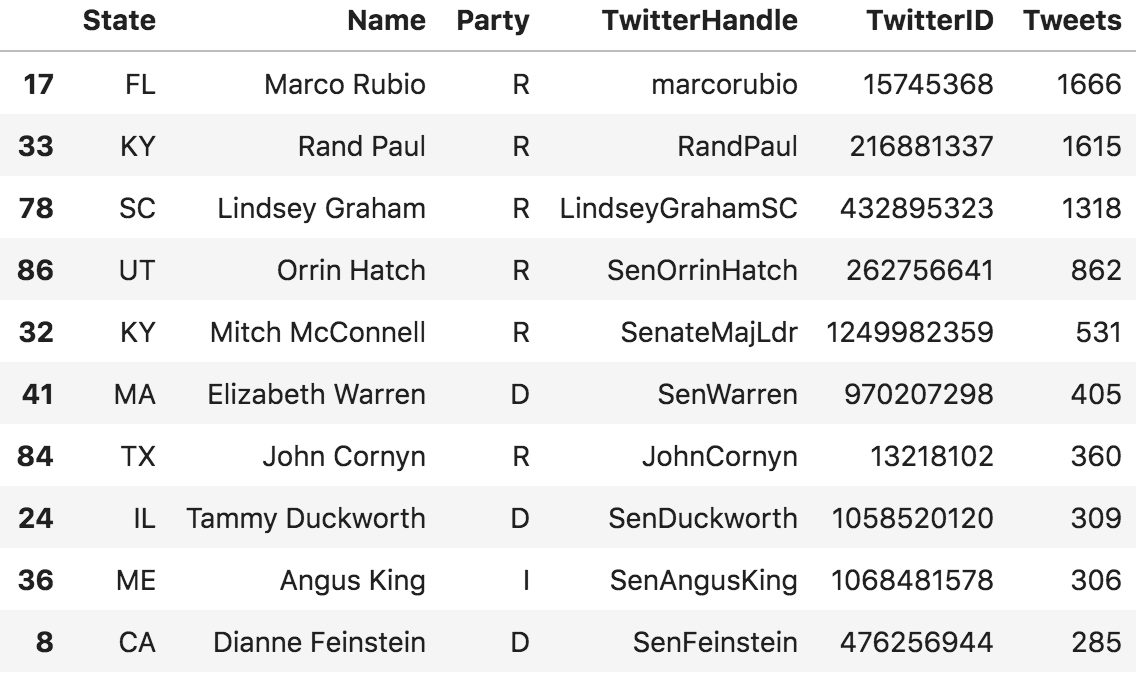 State Name Party TwitterHandle TwitterID Tweets
17 FL Marco Rubio R marcorubio 15745368 1666
33 KY Rand Paul R RandPaul 216881337 1615
78 SC Lindsey Graham R LindseyGrahamSC 432895323 1318
86 UT Orrin Hatch R SenOrrinHatch 262756641 862
32 KY Mitch McConnell R SenateMajLdr 1249982359 531
41 MA Elizabeth Warren D SenWarren 970207298 405
84 TX John Cornyn R JohnCornyn 13218102 360
24 IL Tammy Duckworth D SenDuckworth 1058520120 309
36 ME Angus King I SenAngusKing 1068481578 306
8 CA Dianne Feinstein D SenFeinstein 476256944 285